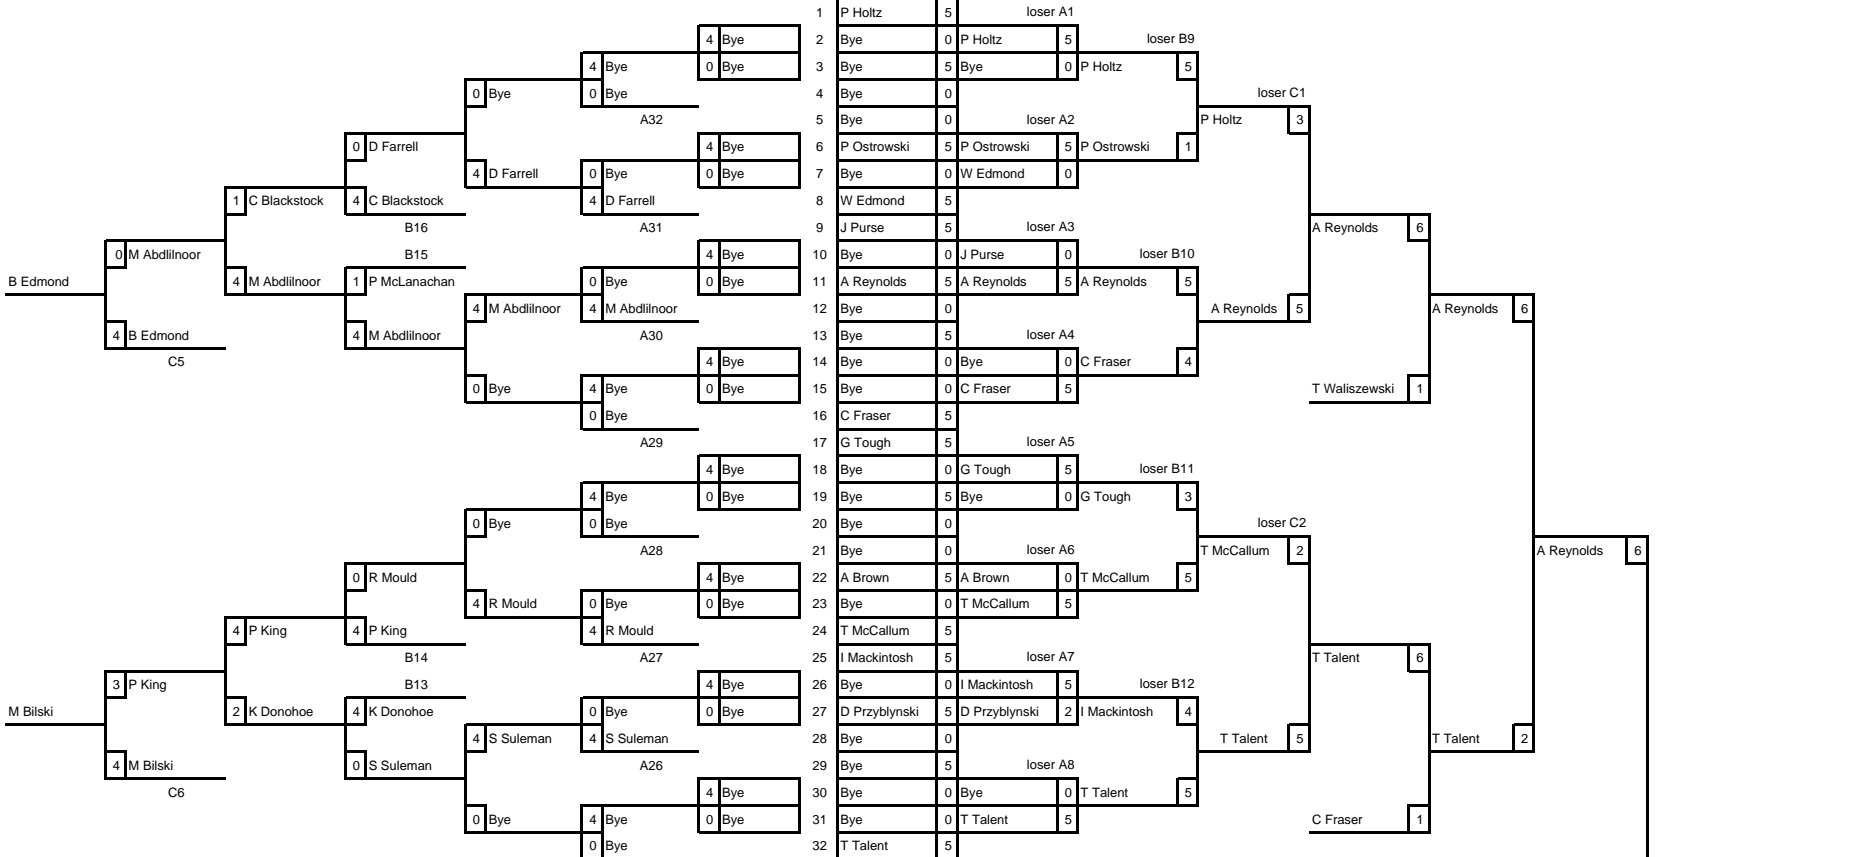 1 P Holtz 5 loser A1
4 Bye 2 Bye 0 P Holtz 5 loser B9
4 Bye 0 Bye 3 Bye 5 Bye 0 P Holtz 5
0 Bye 0 Bye 4 Bye 0 loser C1
A32 5 Bye 0 loser A2 P Holtz 3
0 D Farrell 4 Bye 6 P Ostrowski 5 P Ostrowski 5 P Ostrowski 1
4 D Farrell 0 Bye 0 Bye 7 Bye 0 W Edmond 0
1 C Blackstock 4 C Blackstock 4 D Farrell 8 W Edmond 5
B16 A31 9 J Purse 5 loser A3 A Reynolds 6
0 M Abdlilnoor B15 4 Bye 10 Bye 0 J Purse 0 loser B10
B Edmond 4 M Abdlilnoor 1 P McLanachan 0 Bye 0 Bye 11 A Reynolds 5 A Reynolds 5 A Reynolds 5
4 M Abdlilnoor 4 M Abdlilnoor 12 Bye 0 A Reynolds 5 A Reynolds 6
4 B Edmond 4 M Abdlilnoor A30 13 Bye 5 loser A4
C5 4 Bye 14 Bye 0 Bye 0 C Fraser 4
0 Bye 4 Bye 0 Bye 15 Bye 0 C Fraser 5 T Waliszewski 1
0 Bye 16 C Fraser 5
A29 17 G Tough 5 loser A5
4 Bye 18 Bye 0 G Tough 5 loser B11
4 Bye 0 Bye 19 Bye 5 Bye 0 G Tough 3
0 Bye 0 Bye 20 Bye 0 loser C2
A28 21 Bye 0 loser A6 T McCallum 2 A Reynolds 6
0 R Mould 4 Bye 22 A Brown 5 A Brown 0 T McCallum 5
4 R Mould 0 Bye 0 Bye 23 Bye 0 T McCallum 5
4 P King 4 P King 4 R Mould 24 T McCallum 5
B14 A27 25 I Mackintosh 5 loser A7 T Talent 6
3 P King B13 4 Bye 26 Bye 0 I Mackintosh 5 loser B12
M Bilski 2 K Donohoe 4 K Donohoe 0 Bye 0 Bye 27 D Przyblynski 5 D Przyblynski 2 I Mackintosh 4
4 S Suleman 4 S Suleman 28 Bye 0 T Talent 5 T Talent 2
4 M Bilski 0 S Suleman A26 29 Bye 5 loser A8
C6 4 Bye 30 Bye 0 Bye 0 T Talent 5
0 Bye 4 Bye 0 Bye 31 Bye 0 T Talent 5 C Fraser 1
0 Bye 32 T Talent 5